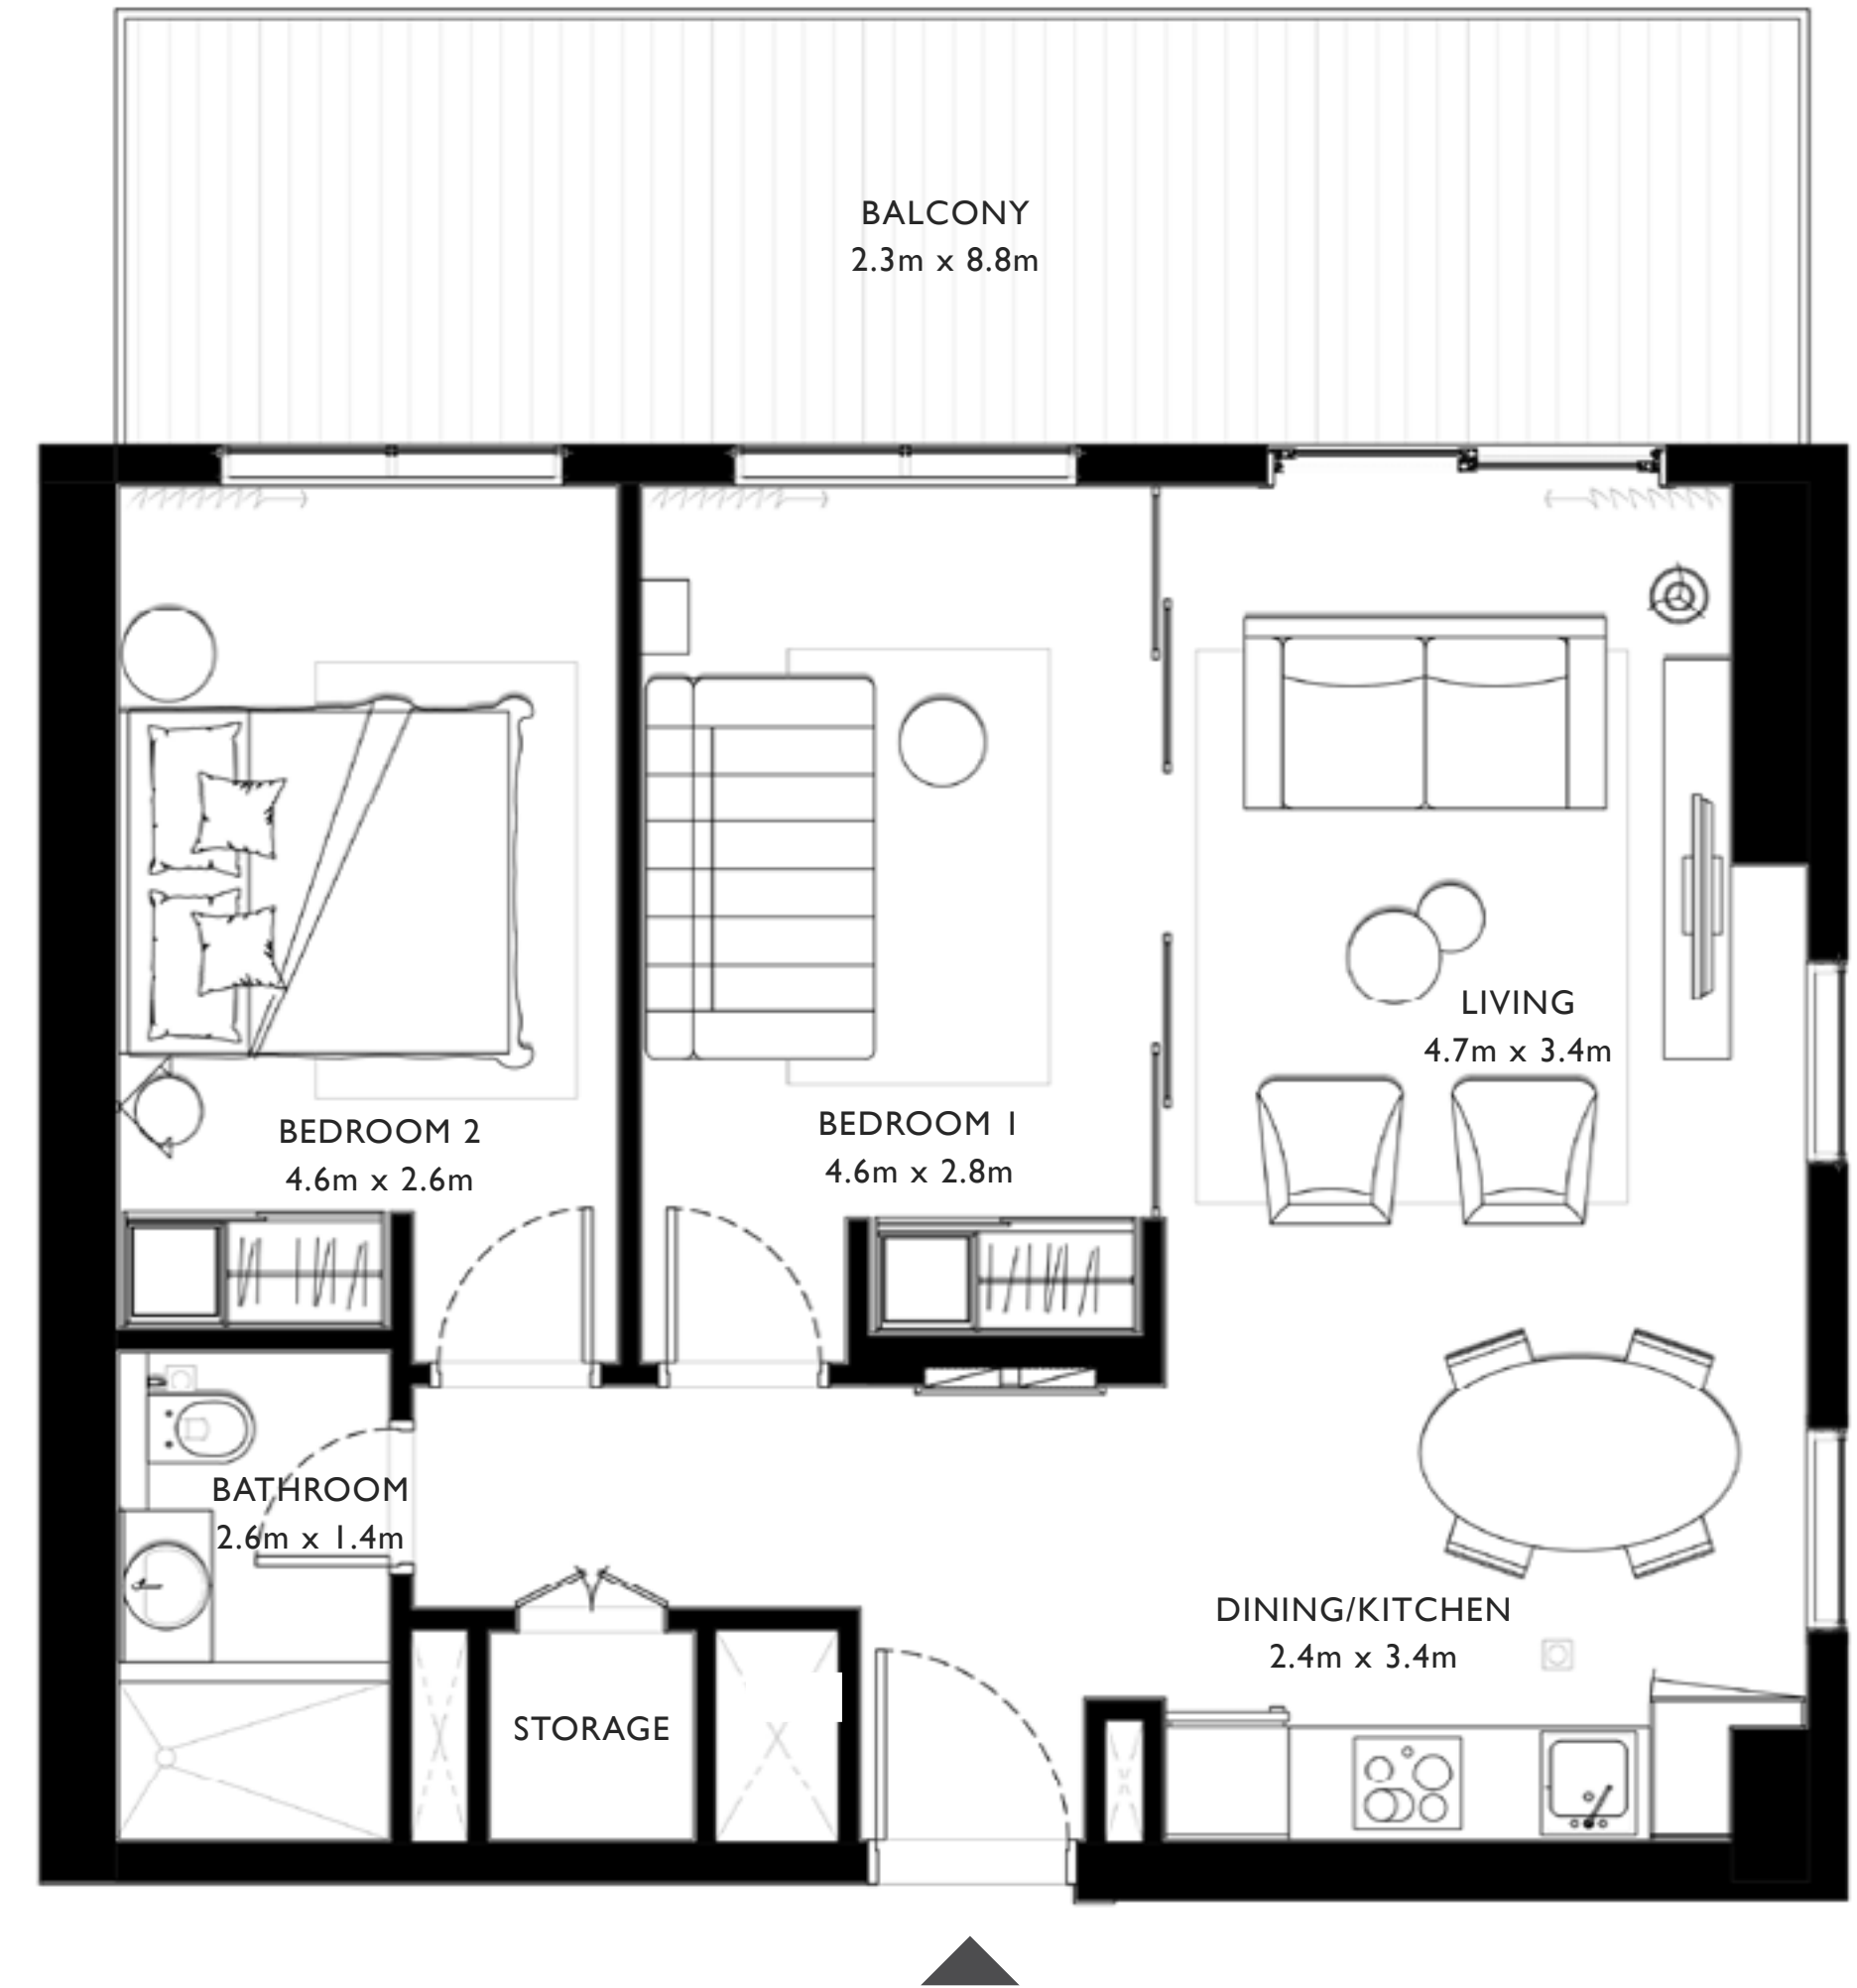 BALCONY
2.3m x 8.8m
LIVING
4.7m x 3.4m
BEDROOM 2
4.6m x 2.6m
BEDROOM 1
4.6m x 2.8m
BATHROOM
2.6m x 1.4m
DINING/KITCHEN
2.4m x 3.4m
STORAGE